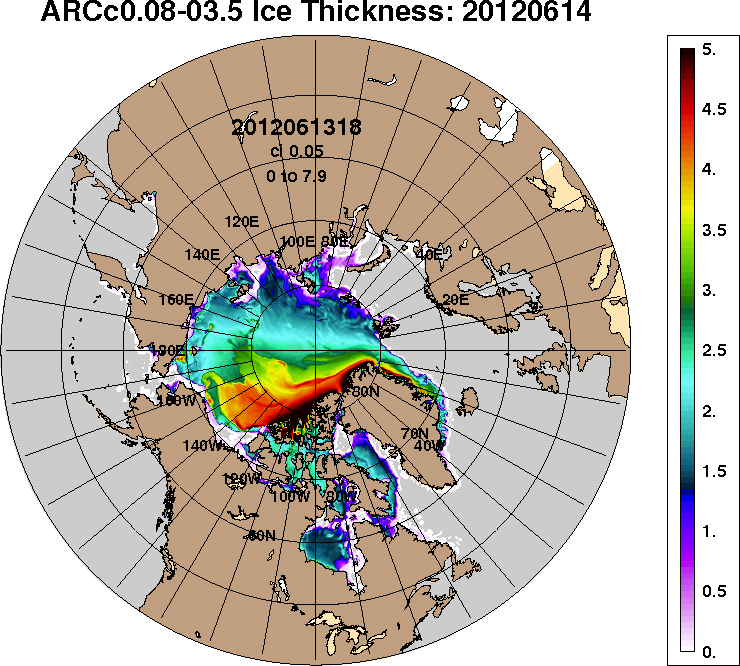 ARCc0.08-03.5 Ice Thickness: 20120614
2012061318
ci 0.05
0 to 7.9
120E
100E 80E
140E
40E
160E
20E
180E
160W
80N
140W
70N
40W
120W
100W 80W
60N
5.
4.5
4.
3.5
3.
2.5
2.
1.5
1.
0.5
0.